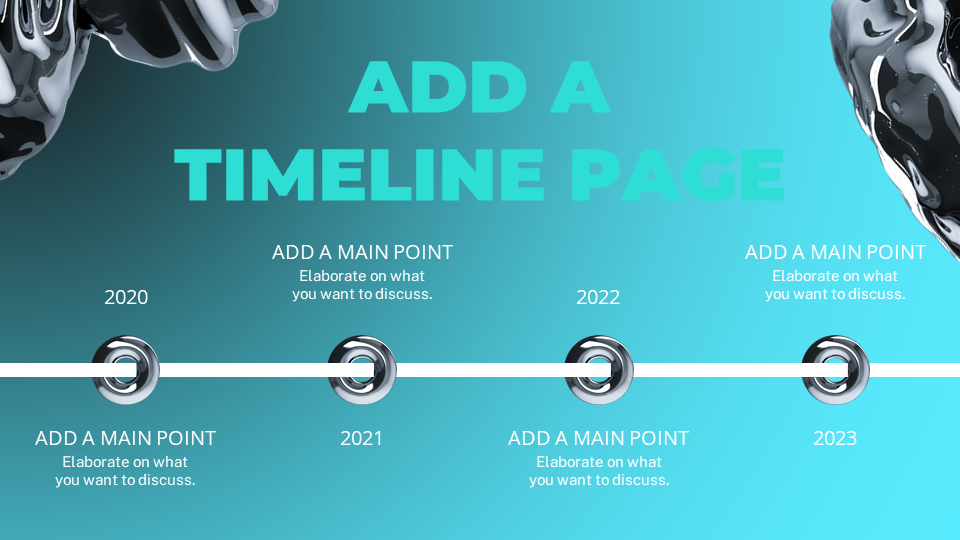 ADD A
TIMELINE PAGE
ADD A MAIN POINT
Elaborate on what
you want to discuss.
ADD A MAIN POINT
Elaborate on what
you want to discuss.
2020
2022
ADD A MAIN POINT
Elaborate on what
you want to discuss.
2021
ADD A MAIN POINT
Elaborate on what
you want to discuss.
2023